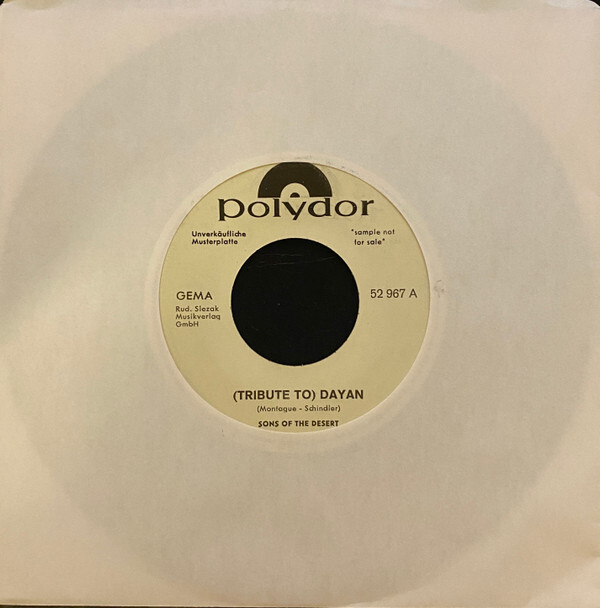 polydor
Unverkäufliche
Musterplatte
"sample not
for sale"
GEMA
52 967 A
Rud. Slezak
Musikverlag
GmbH
(TRIBUTE TO) DAYAN
(Montague - Schindler)
SONS OF THE DESERT